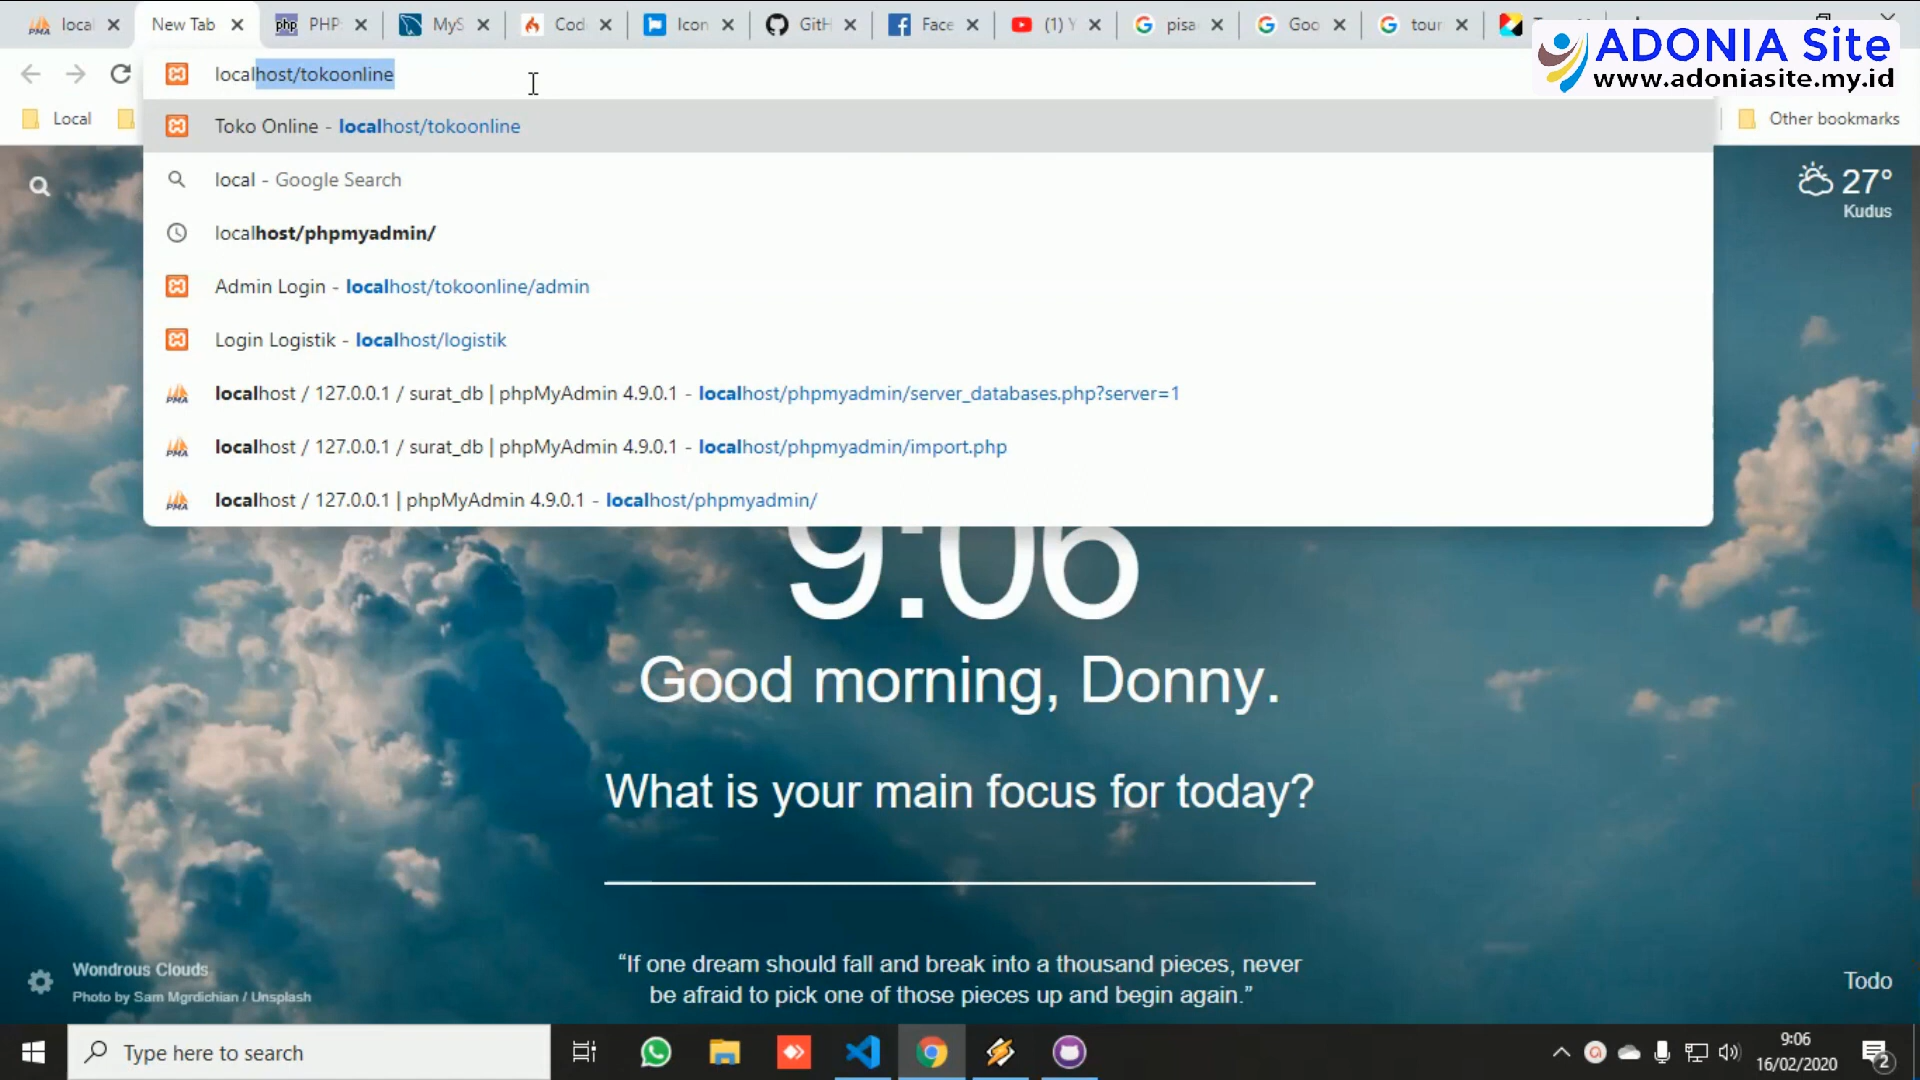 local
New Tab
PHP
MyS
Cod
Icon
GitH
Face
(1) Y
pisa
Goo
tour
localhost/tokoonline
ADONIA Site
www.adoniasite.my.id
Local
Other bookmarks
Toko Online - localhost/tokoonline
local - Google Search
localhost/phpmyadmin/
Admin Login - localhost/tokoonline/admin
Login Logistik - localhost/logistik
localhost / 127.0.0.1 / surat_db | phpMyAdmin 4.9.0.1 - localhost/phpmyadmin/server_databases.php?server=1
localhost / 127.0.0.1 / surat_db | phpMyAdmin 4.9.0.1 - localhost/phpmyadmin/import.php
localhost / 127.0.0.1 | phpMyAdmin 4.9.0.1 - localhost/phpmyadmin/
27°
Kudus
9:06
Good morning, Donny.
What is your main focus for today?
“If one dream should fall and break into a thousand pieces, never
be afraid to pick one of those pieces up and begin again.”
Wondrous Clouds
Photo by Sam Mgrdichian / Unsplash
Todo
Type here to search
9:06
16/02/2020
2